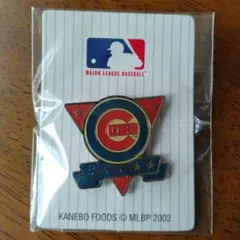 MAJOR LEAGUE BASEBALL
CUBS
KANEBO FOODS © MLBP 2002